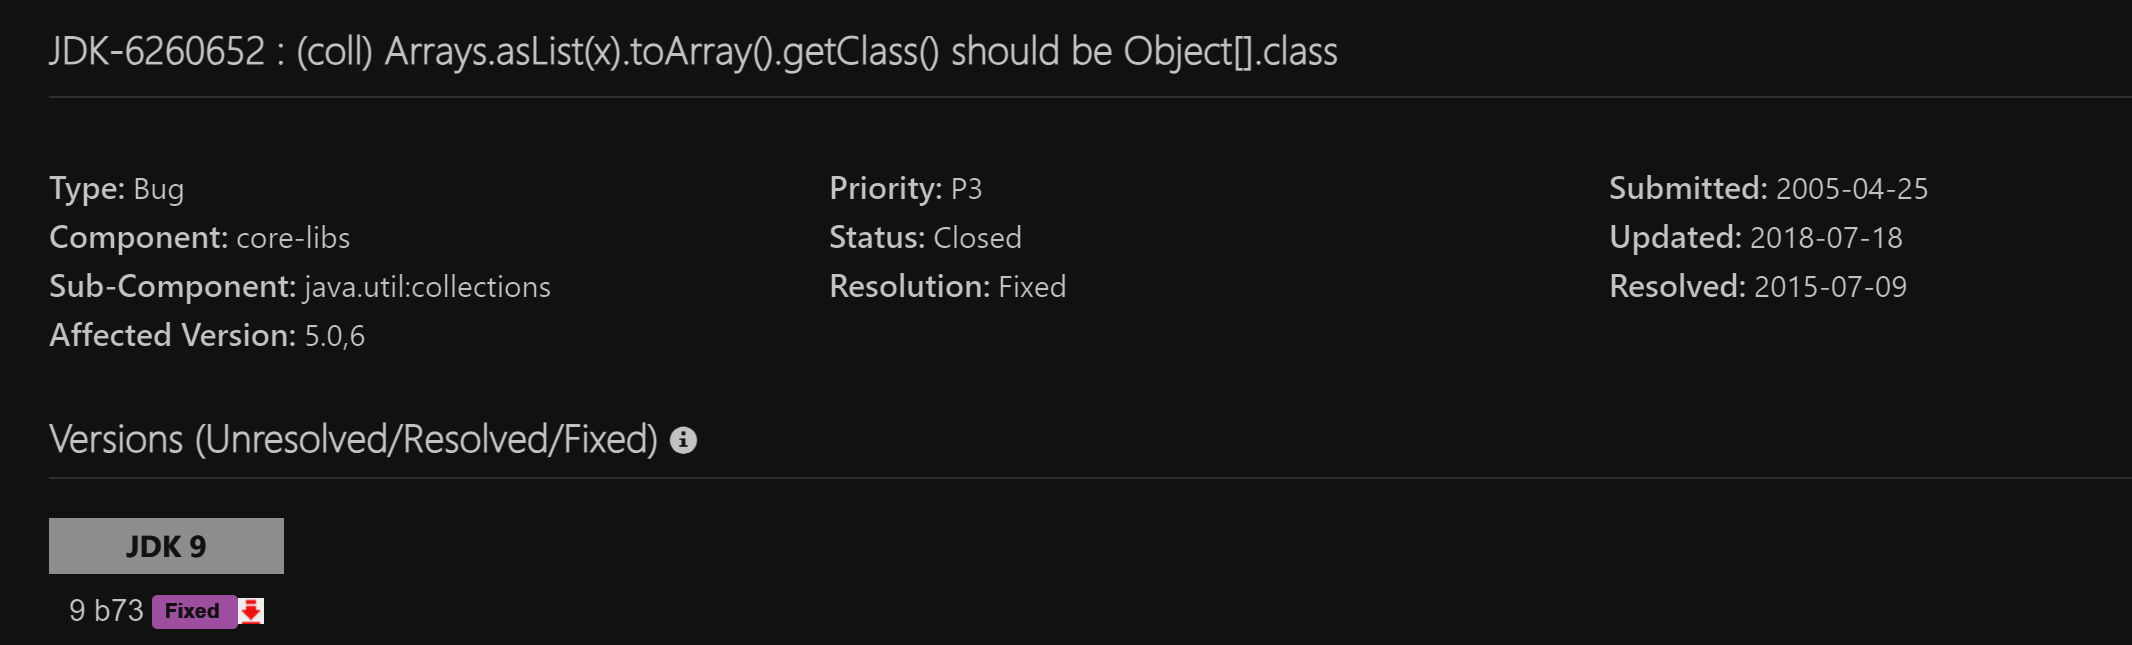 JDK-6260652 : (coll) Arrays.asList(x).toArray().getClass() should be Object[].class
Type: Bug
Component: core-libs
Sub-Component: java.util:collections
Affected Version: 5.0,6
Priority: P3
Status: Closed
Resolution: Fixed
Submitted: 2005-04-25
Updated: 2018-07-18
Resolved: 2015-07-09
Versions (Unresolved/Resolved/Fixed)
JDK 9
9 b73 Fixed